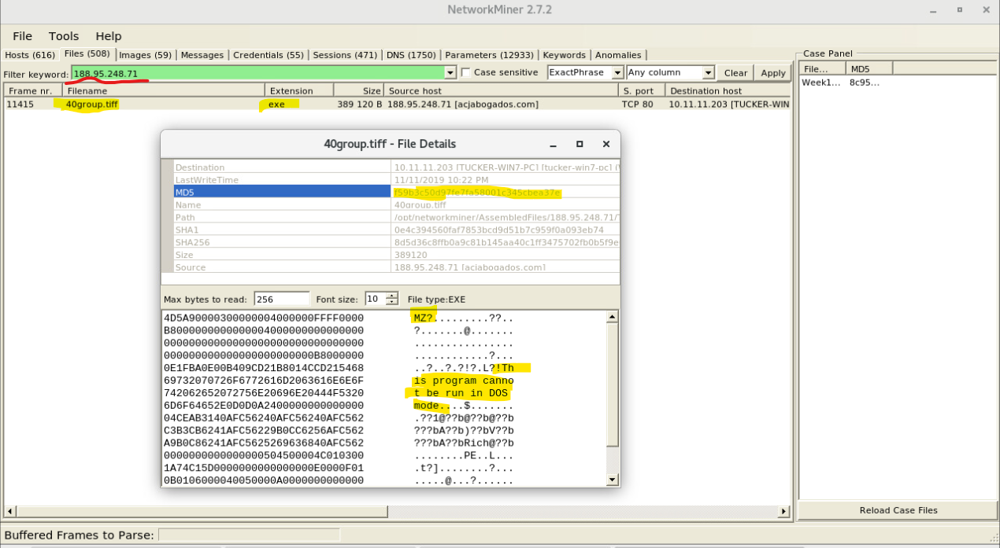 NetworkMiner 2.7.2
File Tools Help
Hosts (616) Files (508) Images (59) Messages Credentials (55) Sessions (471) DNS (1750) Parameters (12933) Keywords Anomalies
Case Panel
Filter keyword: 188.95.248.71 Case sensitive ExactPhrase Any column Clear Apply
File... MD5
Week1... 8c95...
Frame nr. Filename Extension Size Source host S. port Destination host
11415 40group.tiff exe 389 120 B 188.95.248.71 [acjabogados.com] TCP 80 10.11.11.203 [TUCKER-WIN
40group.tiff - File Details
Destination 10.11.11.203 [TUCKER-WIN7-PC] [tucker-win7-pc] (
LastWriteTime 11/11/2019 10:22 PM
MD5 f59b3c50d97fe7fa58001c345cbea37e
Name 40group.tiff
Path /opt/networkminer/AssembledFiles/188.95.248.71/
SHA1 0e4c394560faf7853bcd9d51b7c959f0a093eb74
SHA256 8d5d36c8ffb0a9c81b145aa40c1ff3475702fb0b5f9e
Size 389120
Source 188.95.248.71 [acjabogados.com]
Max bytes to read: 256 Font size: 10 File type:EXE
4D5A90000300000004000000FFFF0000 MZ?.........??..
B8000000000000004000000000000000 ?.......@.......
00000000000000000000000000000000 ................
000000000000000000000000B8000000 ............?...
0E1FBA0E00B409CD21B8014CCD215468 ..?..?.?!?.L?!Th
69732070726F6772616D2063616E6E6F is program canno
742062652072756E20696E20444F5320 t be run in DOS
6D6F64652E0D0D0A2400000000000000 mode....$.......
04CEAB3140AFC56240AFC56240AFC562 .??1@??b@??b@??b
C3B3CB6241AFC56229B0CC6256AFC562 ???bA??b)??bV??b
A9B0C86241AFC5625269636840AFC562 ???bA??bRich@??b
0000000000000000504500004C010300 ........PE..L...
1A74C15D0000000000000000E0000F01 .t?]........?...
0B0106000040050000A0000000000000 .....@...?......
Reload Case Files
Buffered Frames to Parse: